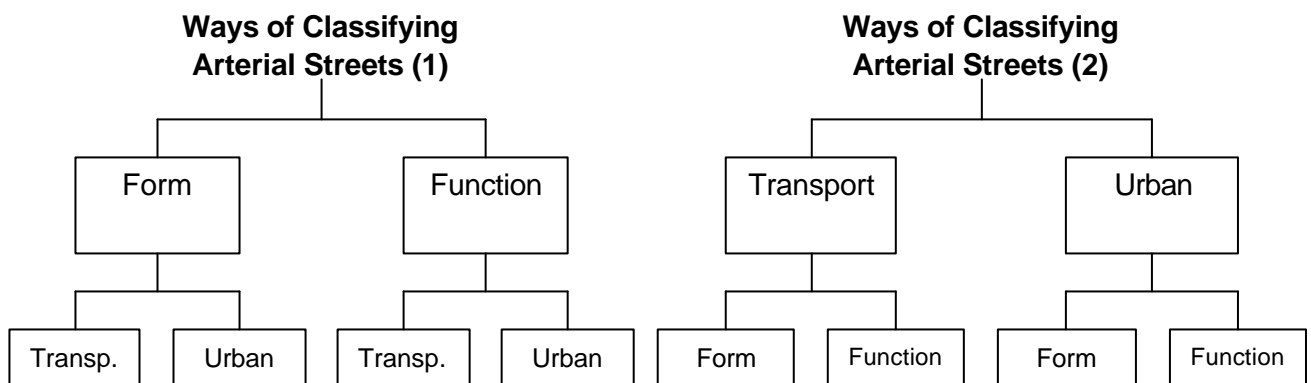 Ways of Classifying
Arterial Streets (1)
Form
Function
Transp.
Urban
Transp.
Urban
Ways of Classifying
Arterial Streets (2)
Transport
Urban
Form
Function
Form
Function